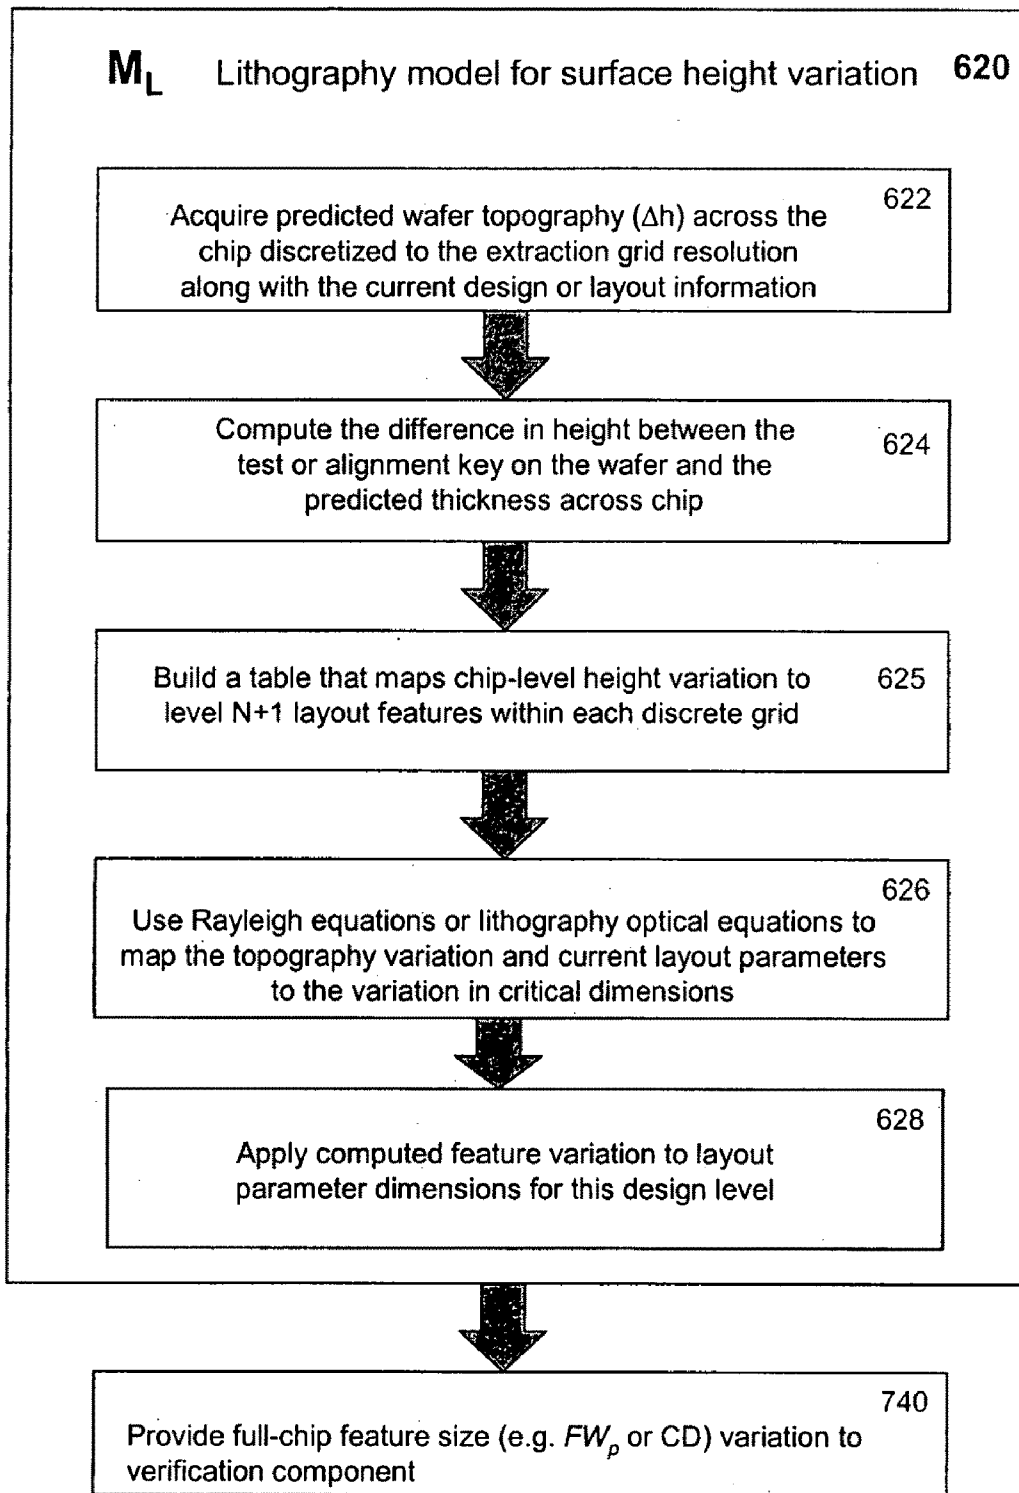 M_L Lithography model for surface height variation 620
622
Acquire predicted wafer topography (Δh) across the
chip discretized to the extraction grid resolution
along with the current design or layout information
Compute the difference in height between the
test or alignment key on the wafer and the 624
predicted thickness across chip
Build a table that maps chip-level height variation to 625
level N+1 layout features within each discrete grid
626
Use Rayleigh equations or lithography optical equations to
map the topography variation and current layout parameters
to the variation in critical dimensions
628
Apply computed feature variation to layout
parameter dimensions for this design level
740
Provide full-chip feature size (e.g. FW_p or CD) variation to
verification component